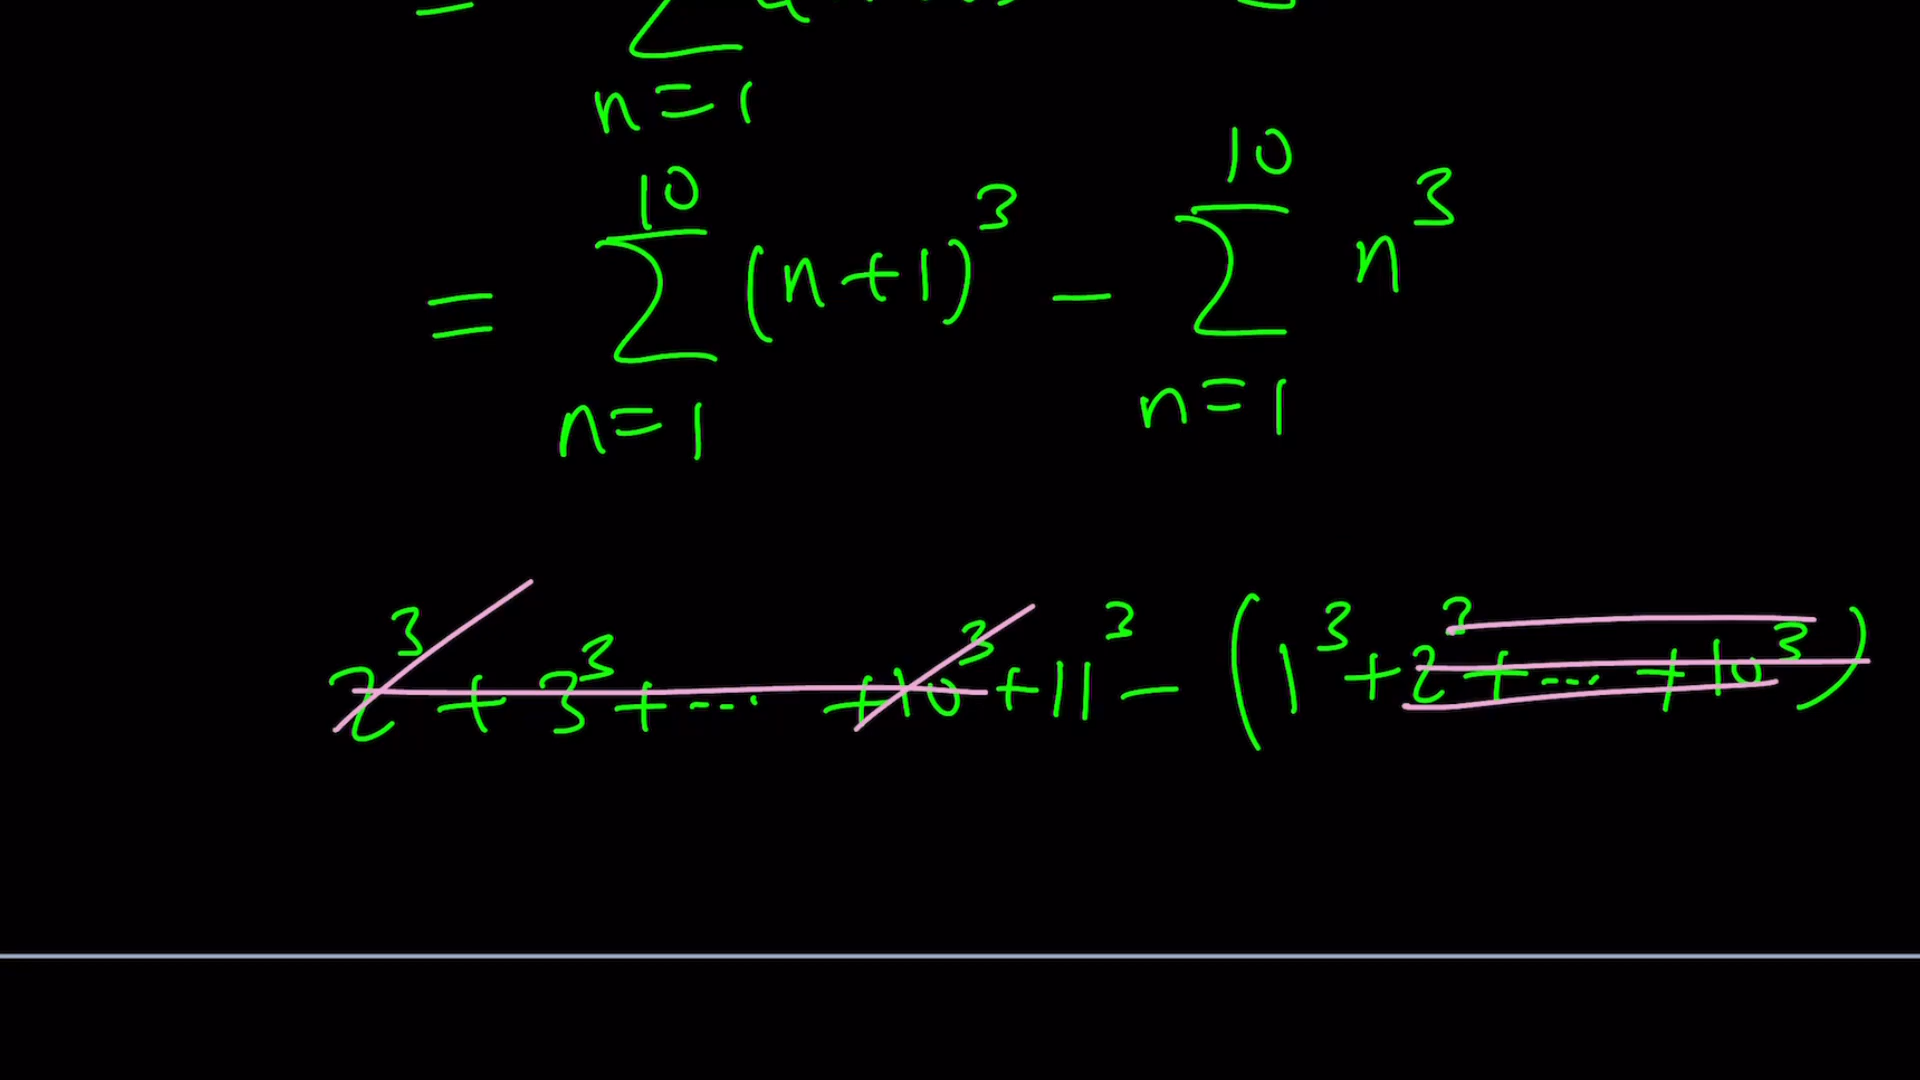 = Σ
n=1
10 10
= Σ (n+1)³ − Σ n³
n=1 n=1
2³ + 3³ + ... + 10³ + 11³ − (1³ + 2³ + ... + 10³)